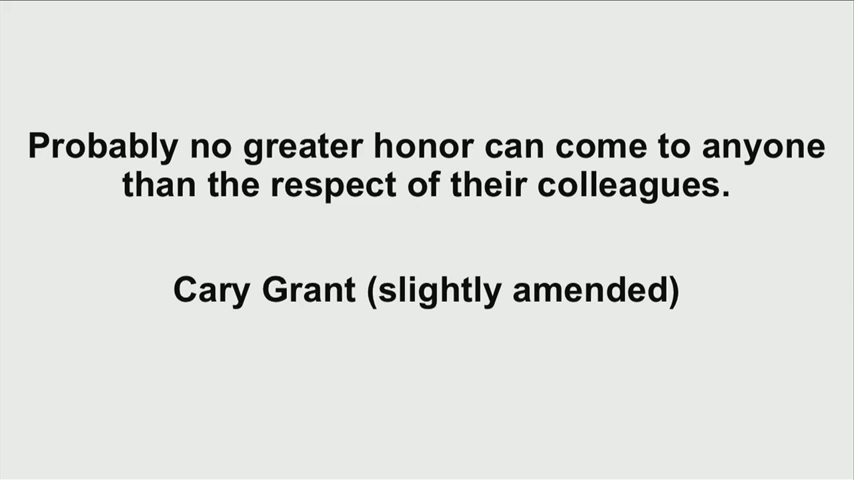 Probably no greater honor can come to anyone
than the respect of their colleagues.
Cary Grant (slightly amended)